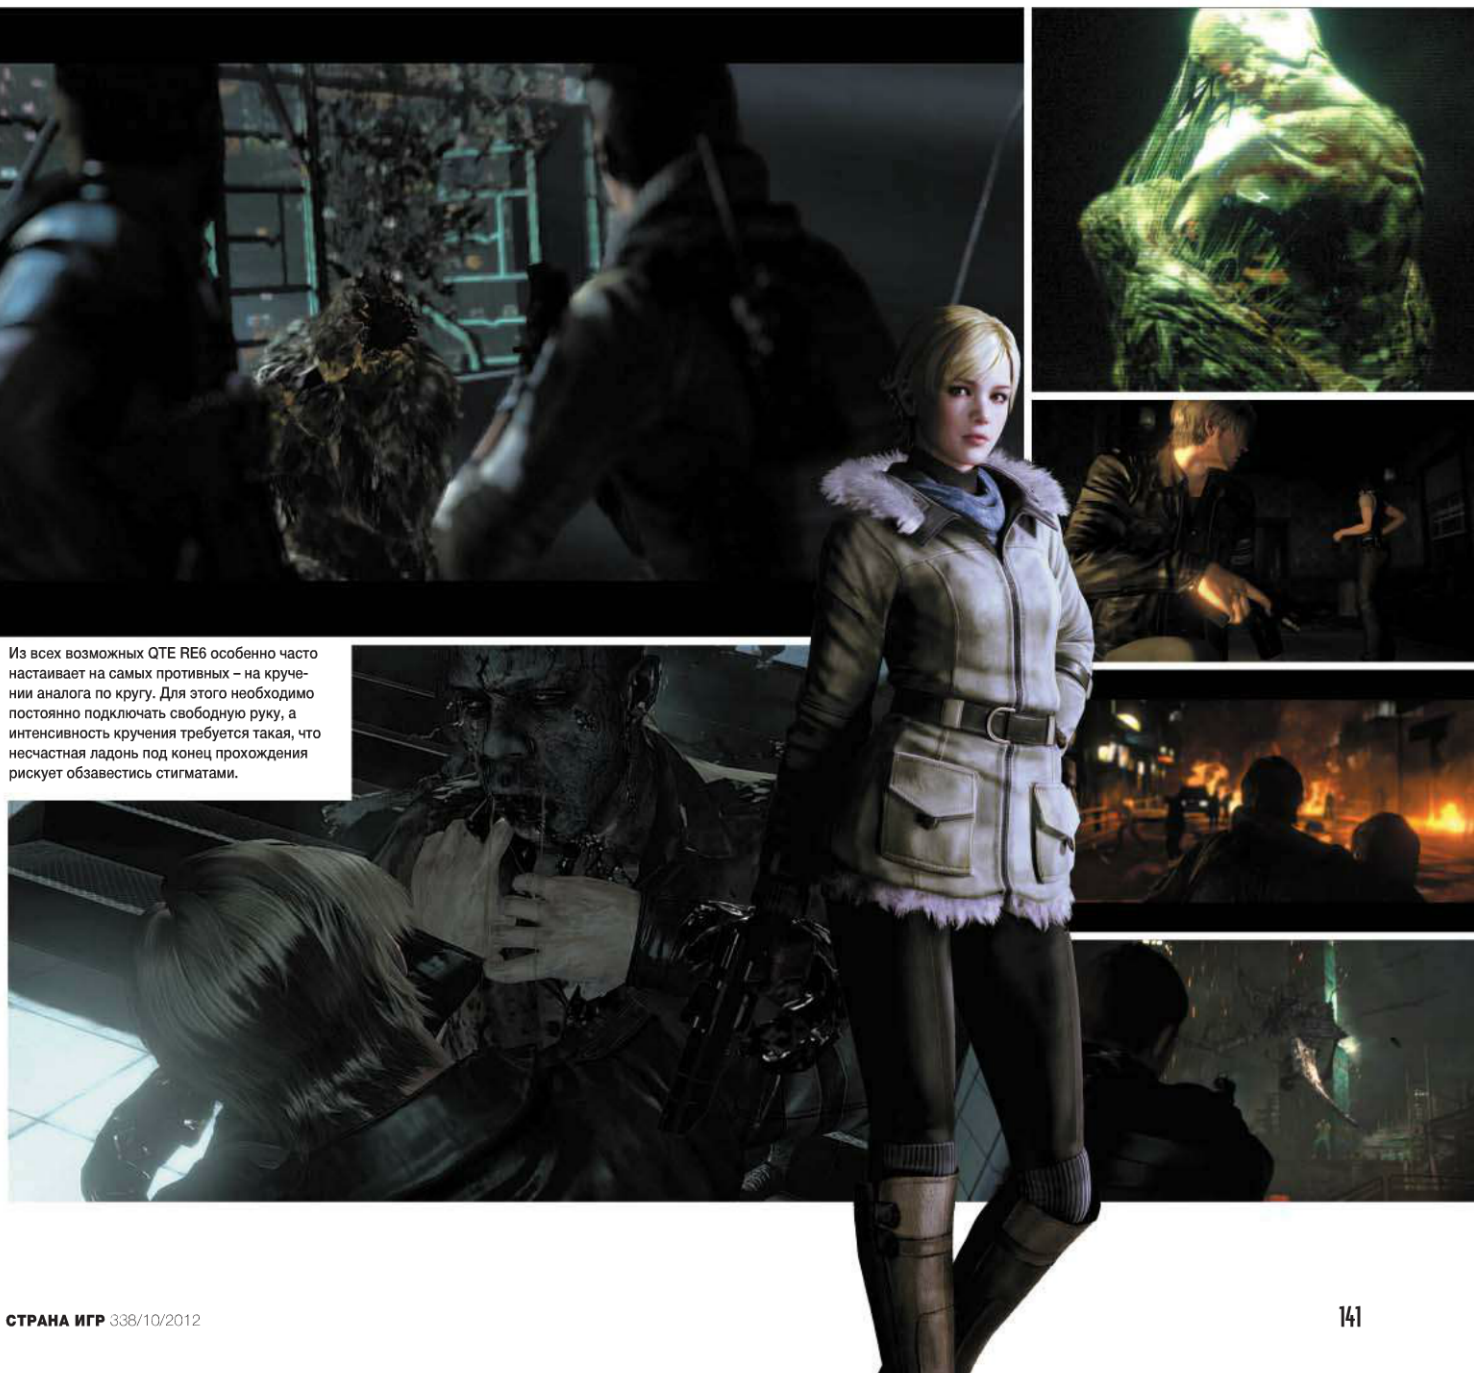 Из всех возможных QTE RE6 особенно часто
настаивает на самых противных – на круче-
нии аналога по кругу. Для этого необходимо
постоянно подключать свободную руку, а
интенсивность кручения требуется такая, что
несчастная ладонь под конец прохождения
рискует обзавестись стигматами.
СТРАНА ИГР 338/10/2012
141